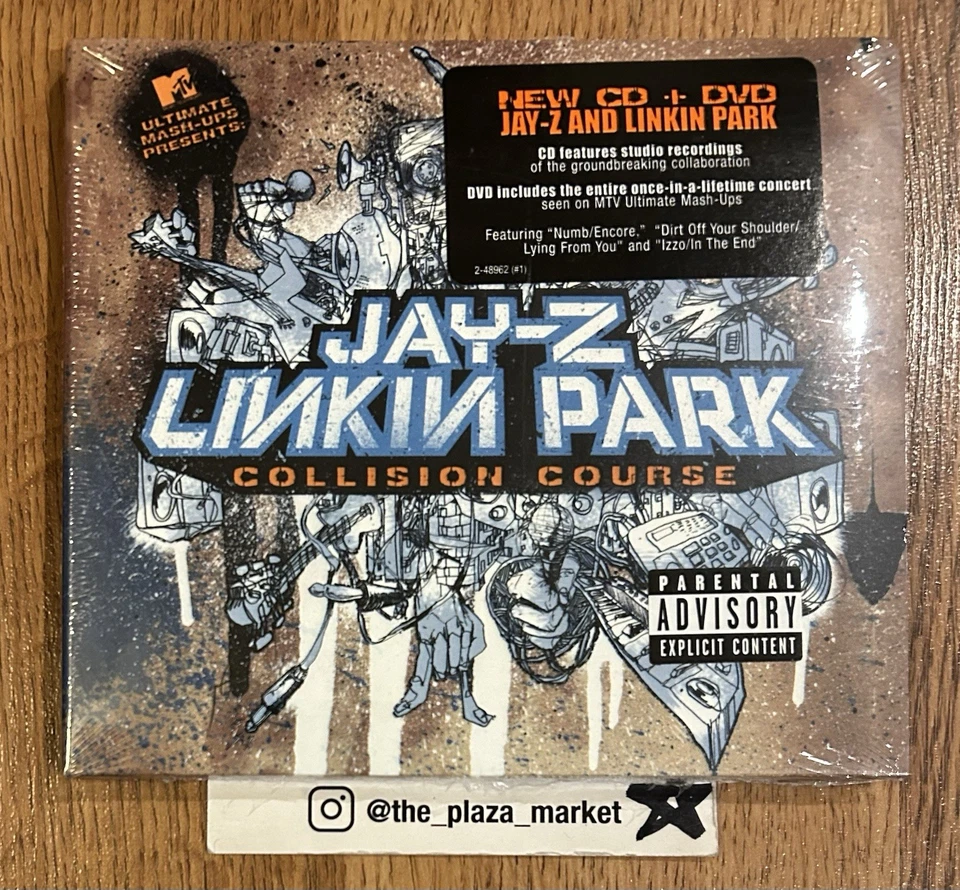 MTV
ULTIMATE
MASH-UPS
PRESENTS:
NEW CD + DVD
JAY-Z AND LINKIN PARK
CD features studio recordings
of the groundbreaking collaboration
DVD includes the entire once-in-a-lifetime concert
seen on MTV Ultimate Mash-Ups
Featuring "Numb/Encore," "Dirt Off Your Shoulder/
Lying From You" and "Izzo/In The End"
2-48962 (#1)
JAY-Z
LINKIN PARK
COLLISION COURSE
PARENTAL
ADVISORY
EXPLICIT CONTENT
@the_plaza_market